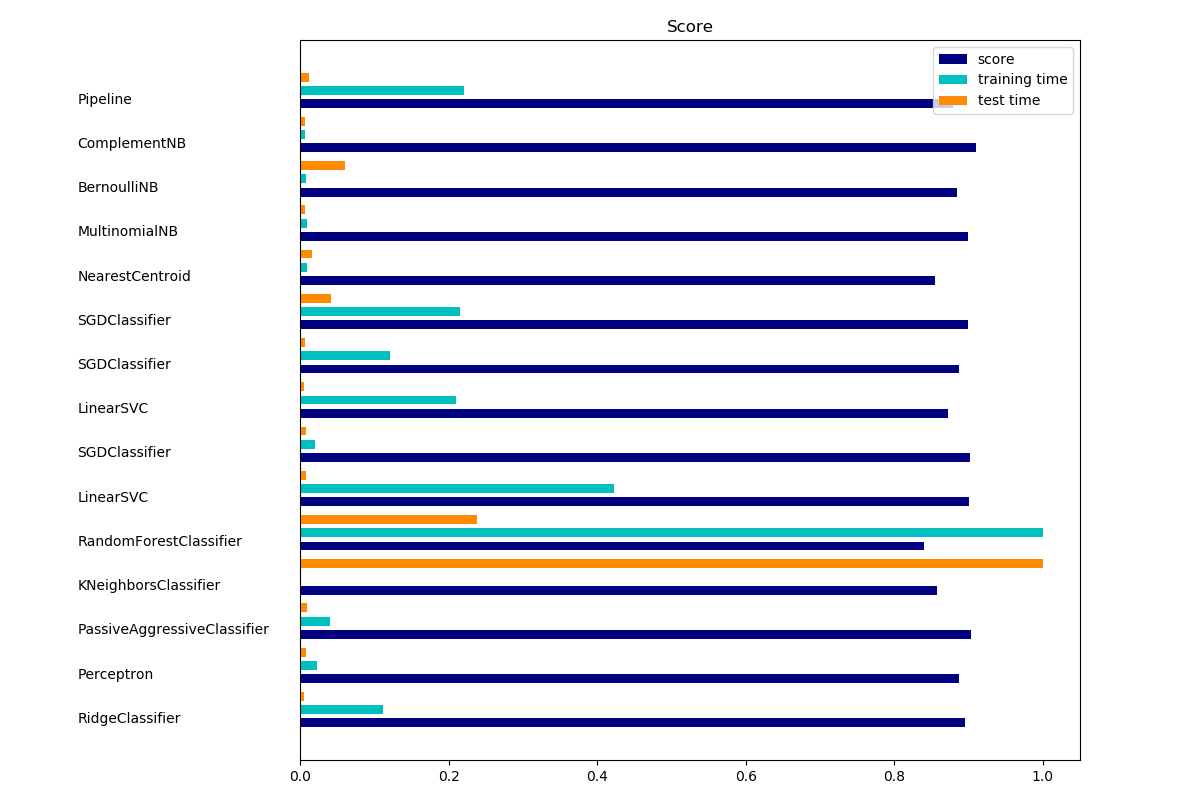 Score
score
training time
test time
Pipeline
ComplementNB
BernoulliNB
MultinomialNB
NearestCentroid
SGDClassifier
SGDClassifier
LinearSVC
SGDClassifier
LinearSVC
RandomForestClassifier
KNeighborsClassifier
PassiveAggressiveClassifier
Perceptron
RidgeClassifier
0.0 0.2 0.4 0.6 0.8 1.0